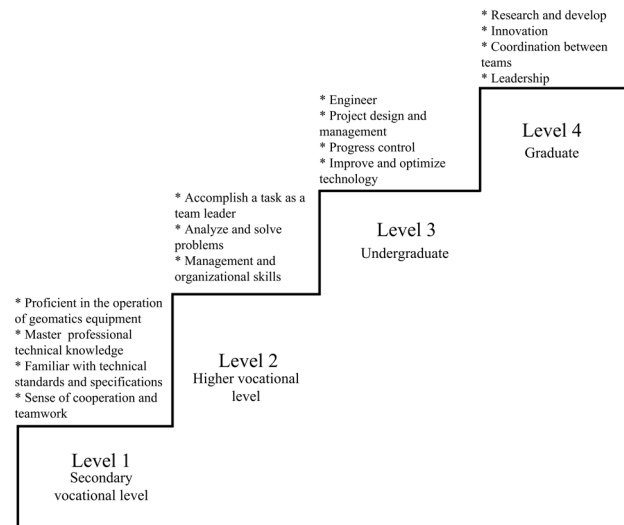 * Proficient in the operation
of geomatics equipment
* Master professional
technical knowledge
* Familiar with technical
standards and specifications
* Sense of cooperation and
teamwork
Level 1
Secondary
vocational level
* Accomplish a task as a
team leader
* Analyze and solve
problems
* Management and
organizational skills
Level 2
Higher vocational
level
* Engineer
* Project design and
management
* Progress control
* Improve and optimize
technology
Level 3
Undergraduate
* Research and develop
* Innovation
* Coordination between
teams
* Leadership
Level 4
Graduate